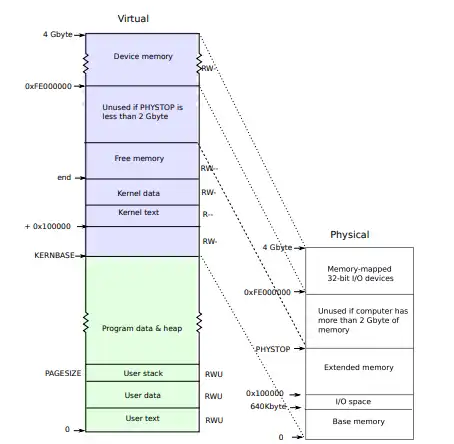 Virtual
4 Gbyte
Device memory
RW-
0xFE000000
Unused if PHYSTOP is
less than 2 Gbyte
Free memory
RW--
end
Kernel data
RW-
Kernel text
R--
+ 0x100000
RW-
KERNBASE
Program data & heap
PAGESIZE
User stack
RWU
User data
RWU
User text
RWU
0
Physical
4 Gbyte
Memory-mapped
32-bit I/O devices
0xFE000000
Unused if computer has
more than 2 Gbyte of
memory
PHYSTOP
Extended memory
0x100000
I/O space
640Kbyte
Base memory
0